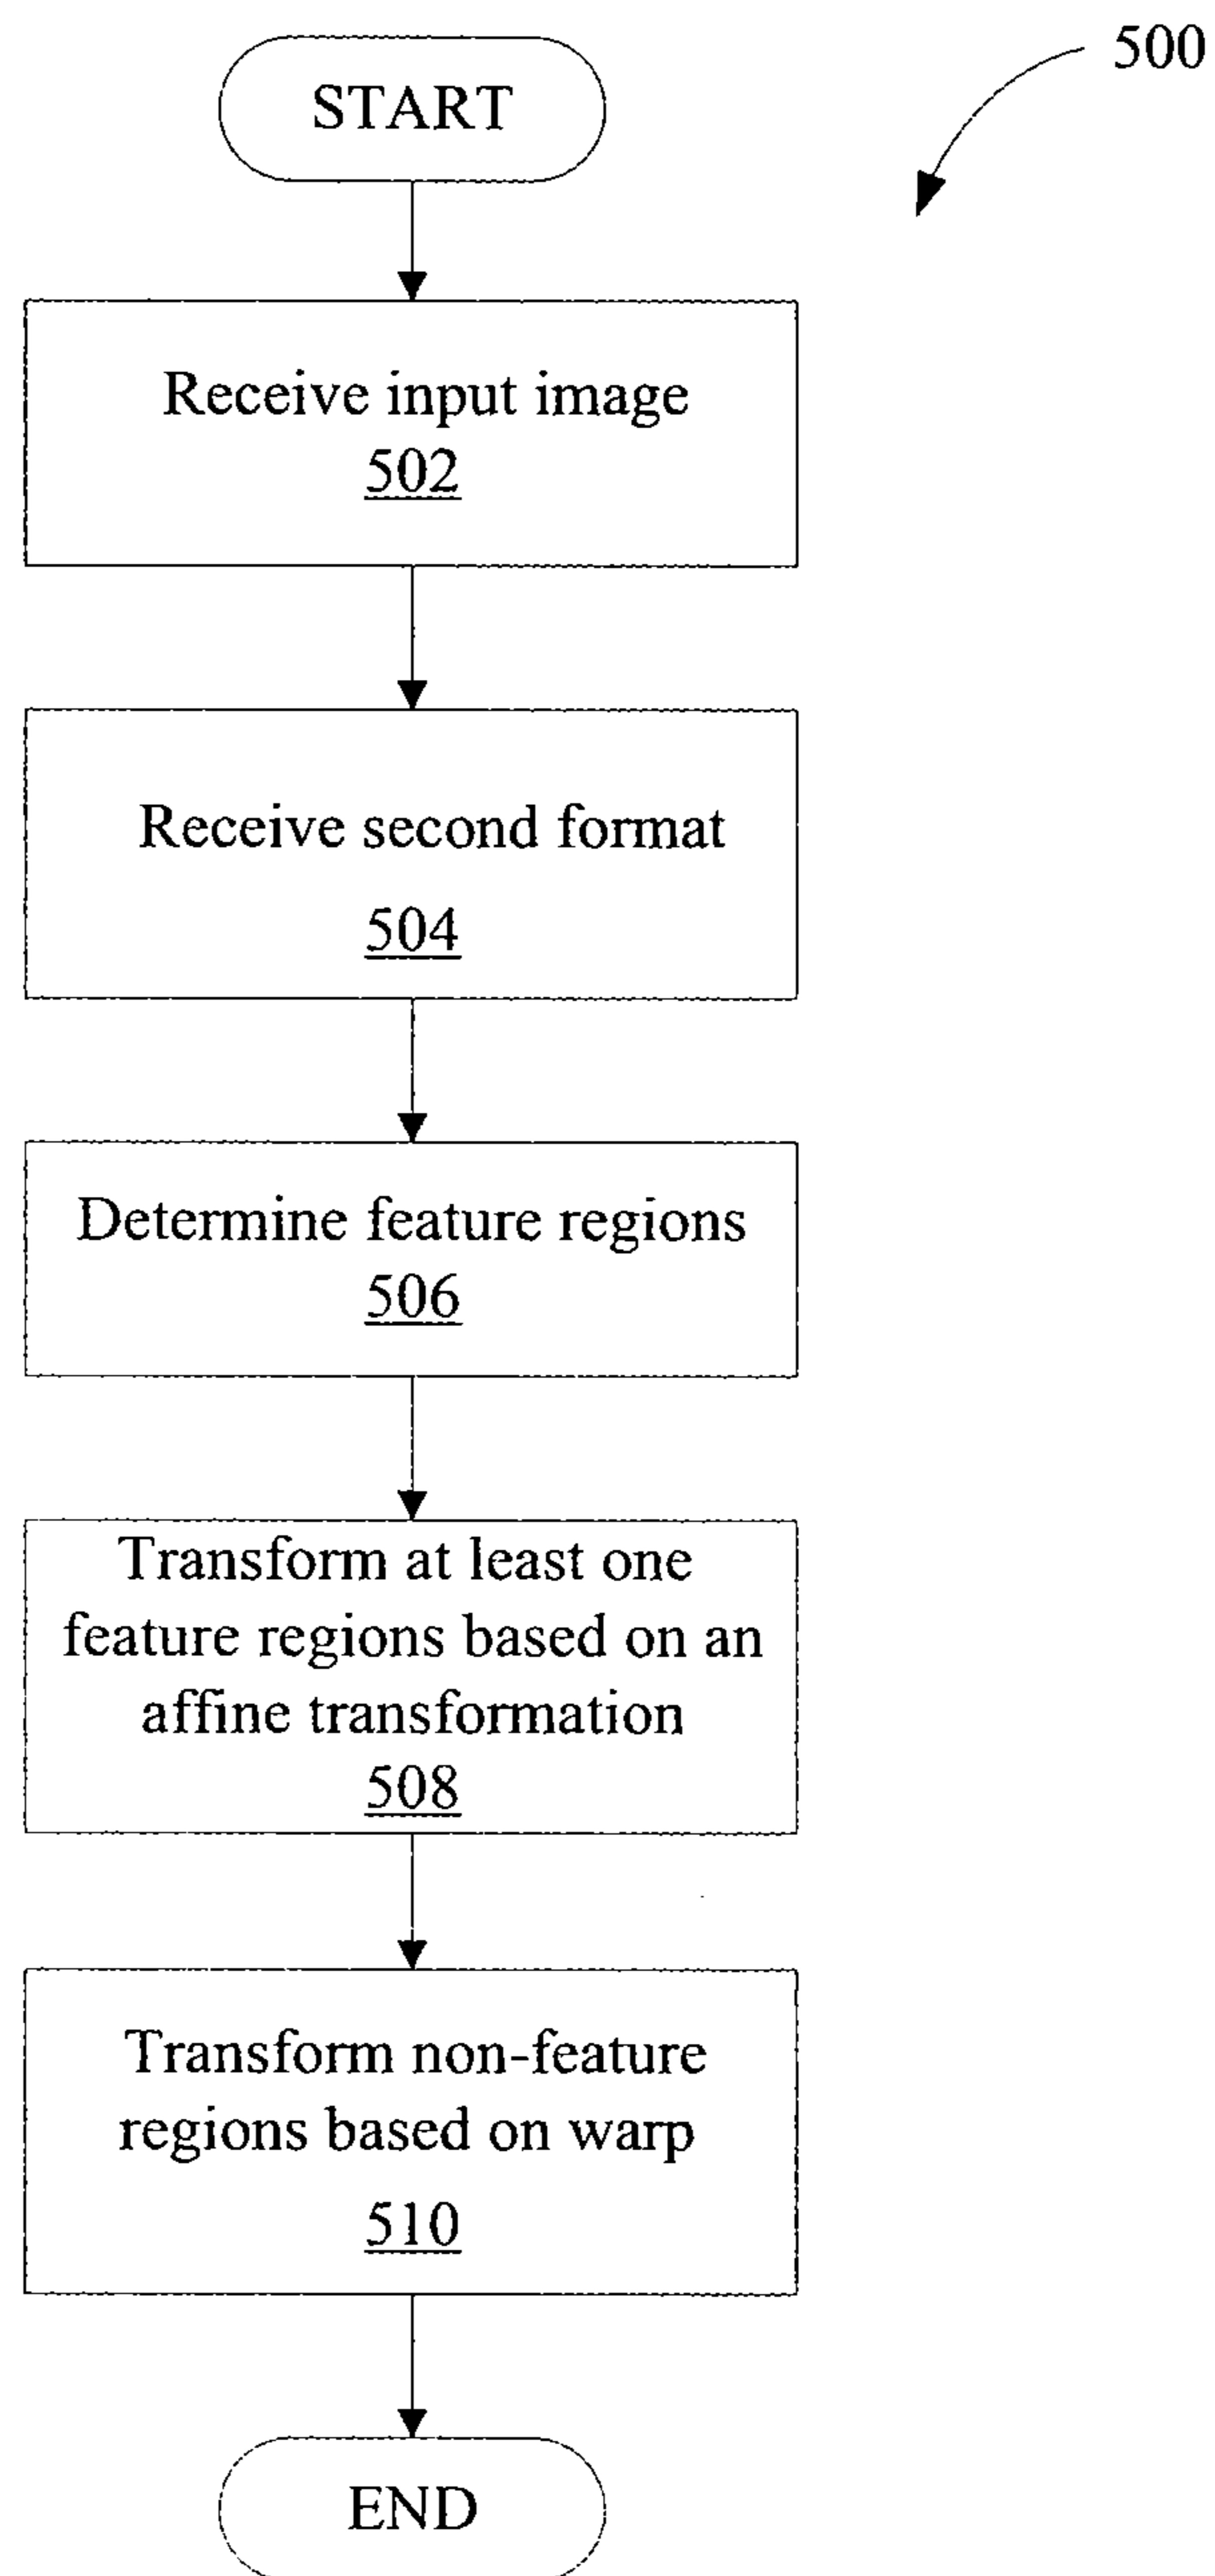 500
START
Receive input image
502
Receive second format
504
Determine feature regions
506
Transform at least one
feature regions based on an
affine transformation
508
Transform non-feature
regions based on warp
510
END